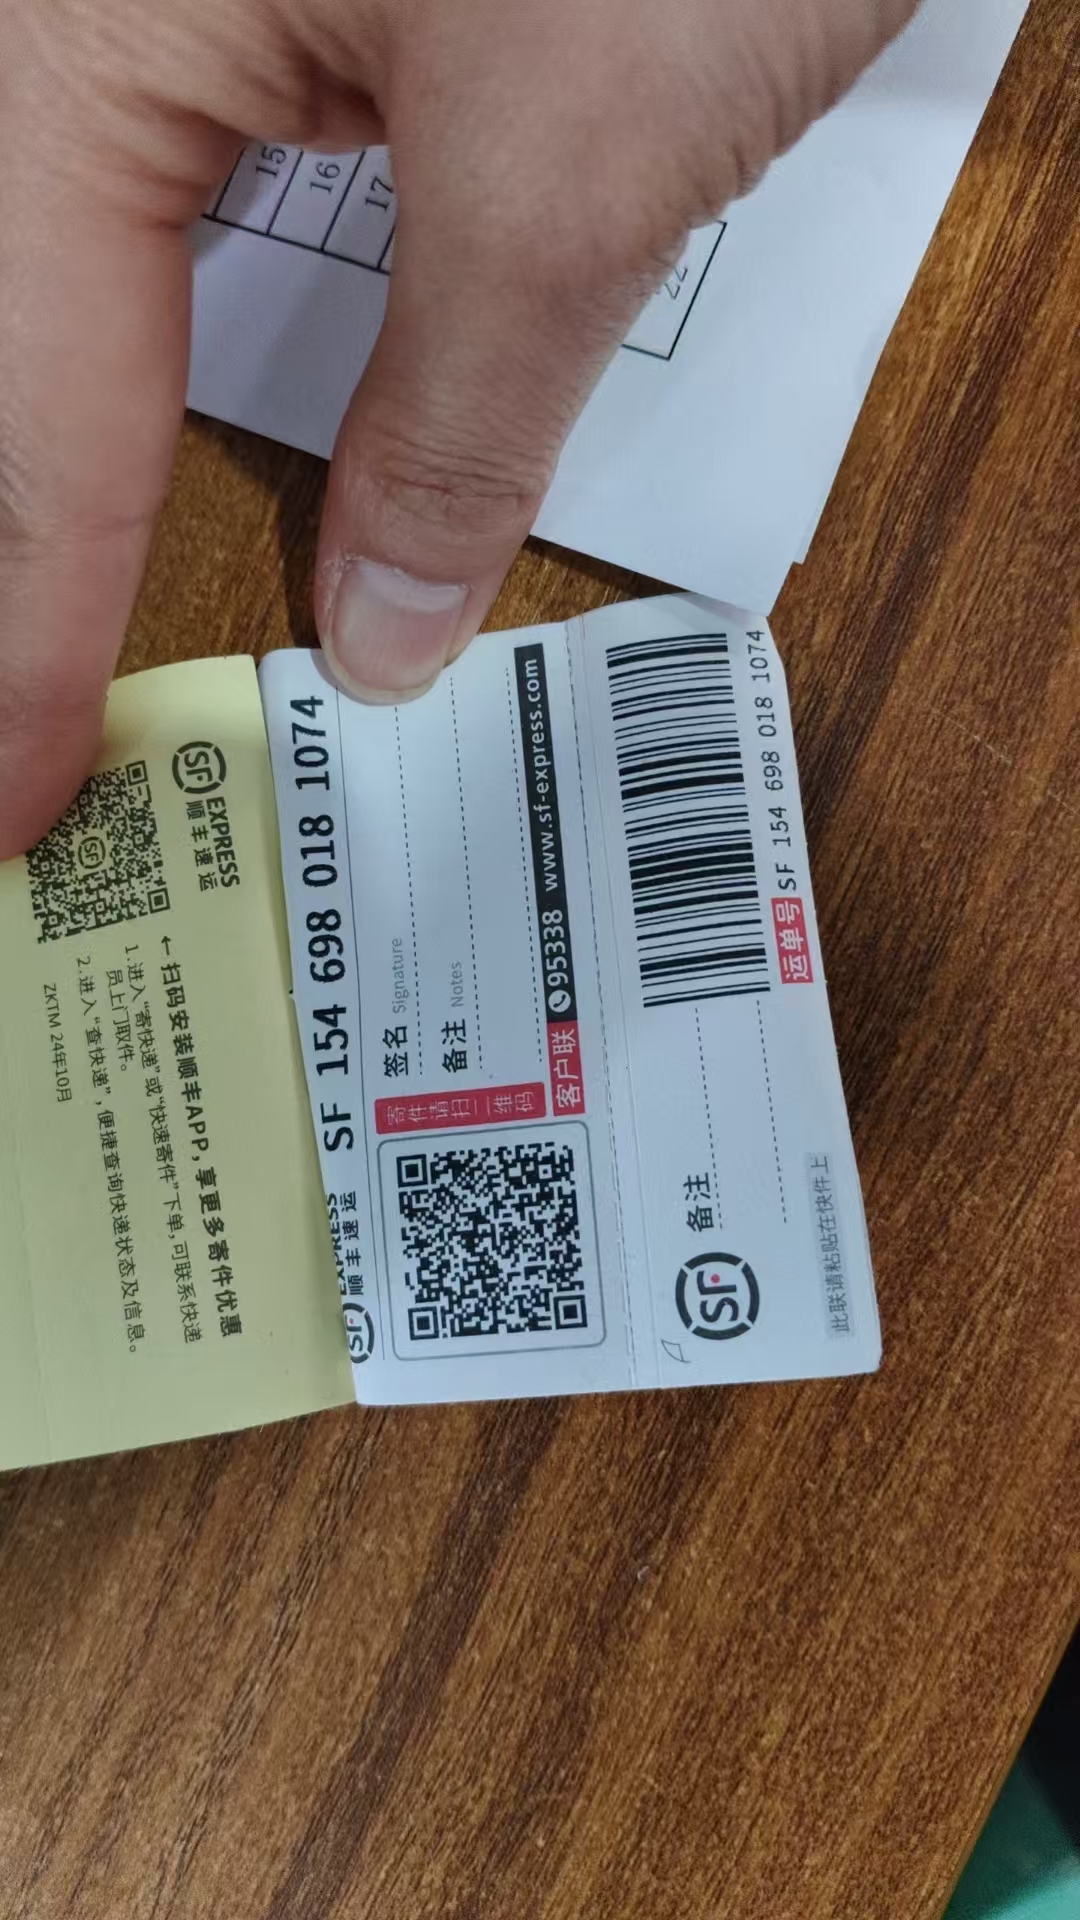 15
16
17
22
SF EXPRESS
顺丰速运
SF
←扫码安装顺丰APP,享更多寄件优惠
1.进入“寄快递”或“快速寄件”下单,可联系快递
员上门取件。
2.进入“查快递”,便捷查询快递状态及信息。
ZKTM 24年10月
SF EXPRESS
顺丰速运
SF 154 698 018 1074
签名 Signature
备注 Notes
寄件请扫二维码
客户联 95338 www.sf-express.com
SF
备注
运单号 SF 154 698 018 1074
此联请粘贴在快件上